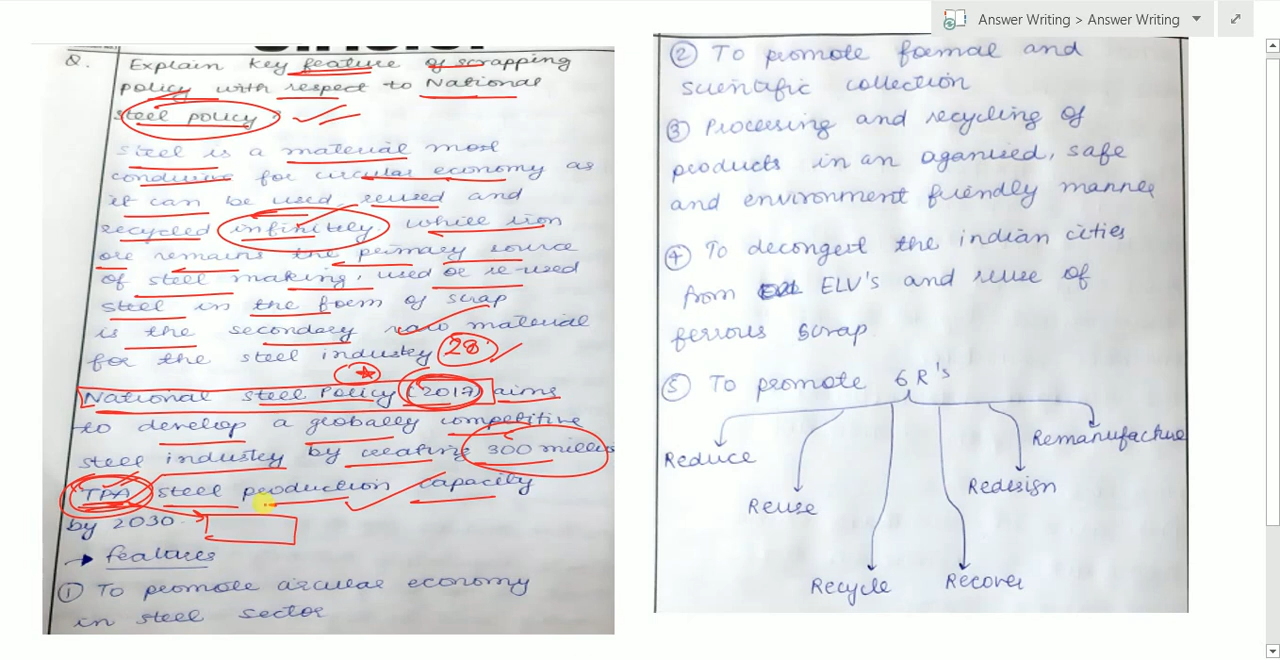 Answer Writing > Answer Writing
Q. Explain key feature of scrapping
policy with respect to National
steel policy.
steel is a material most
conducive for circular economy as
it can be used, reused and
recycled infinitely. While iron
ore remains the primary source
of steel making, used or re-used
steel in the form of scrap
is the secondary raw material
for the steel industry 28.
National Steel Policy (2017) aims
to develop a globally competitive
steel industry by creating 300 million
TPA steel production capacity
by 2030.
→ features
① To promote circular economy
in steel sector
② To promote formal and
scientific collection
③ Processing and recycling of
products in an oganized, safe
and environment friendly manner
④ To decongest the indian cities
from ELV's and reuse of
ferrous scrap.
⑤ To promote 6 R's
Reduce
Reuse
Recycle
Recover
Redesign
Remanufacture